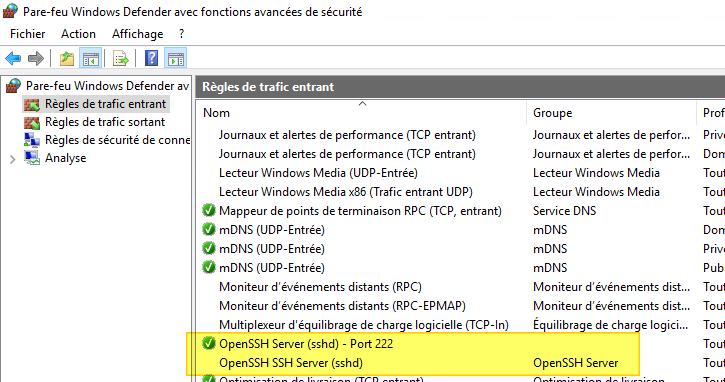 Pare-feu Windows Defender avec fonctions avancées de sécurité
Fichier Action Affichage ?
Pare-feu Windows Defender av
Règles de trafic entrant
Règles de trafic sortant
Règles de sécurité de conne
Analyse
Règles de trafic entrant
Nom Groupe Prof
Journaux et alertes de performance (TCP entrant) Journaux et alertes de perfor... Privé
Journaux et alertes de performance (TCP entrant) Journaux et alertes de perfor... Dom
Lecteur Windows Media (UDP-Entrée) Lecteur Windows Media Tout
Lecteur Windows Media x86 (Trafic entrant UDP) Lecteur Windows Media Tout
Mappeur de points de terminaison RPC (TCP, entrant) Service DNS Tout
mDNS (UDP-Entrée) mDNS Dom
mDNS (UDP-Entrée) mDNS Privé
mDNS (UDP-Entrée) mDNS Pub
Moniteur d'événements distants (RPC) Moniteur d'événements dist... Tout
Moniteur d'événements distants (RPC-EPMAP) Moniteur d'événements dist... Tout
Multiplexeur d'équilibrage de charge logicielle (TCP-In) Équilibrage de charge logici... Tout
OpenSSH Server (sshd) - Port 222 Tout
OpenSSH SSH Server (sshd) OpenSSH Server Tout
Optimisation de livraison (TCP entrant) Optimisation de livraison Tout